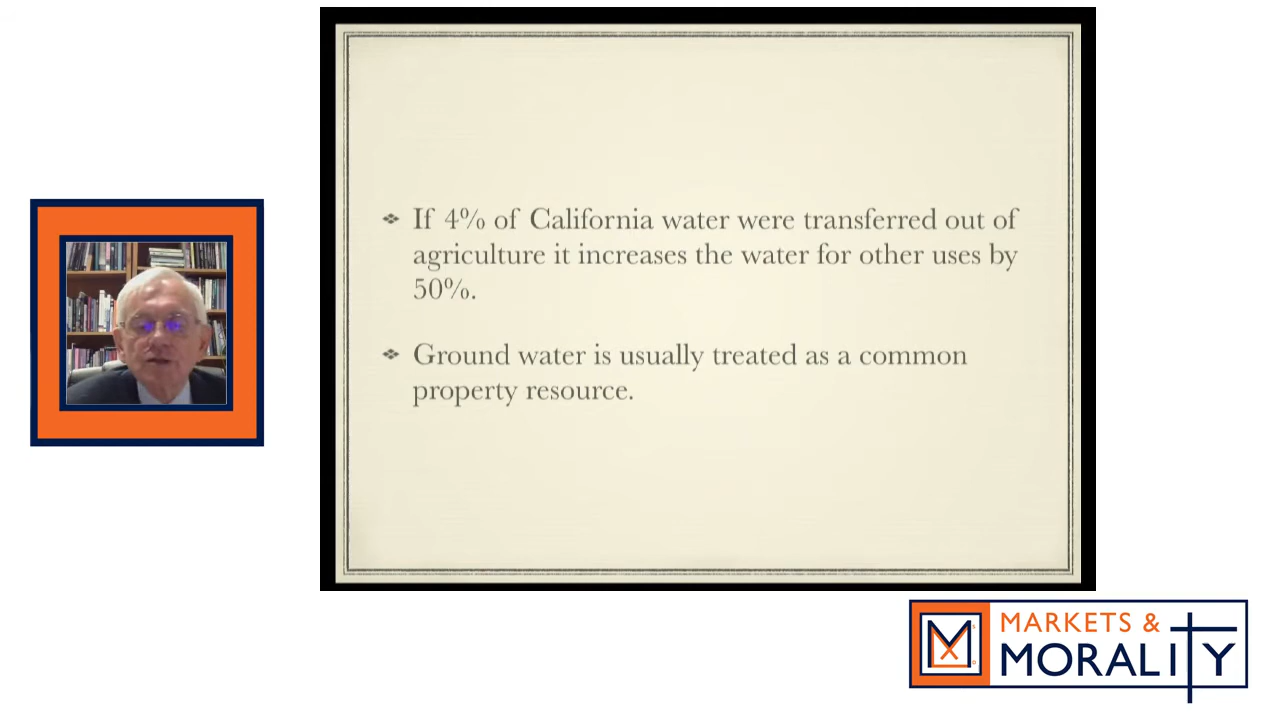 If 4% of California water were transferred out of
agriculture it increases the water for other uses by
50%.
Ground water is usually treated as a common
property resource.
MARKETS &
MORALITY